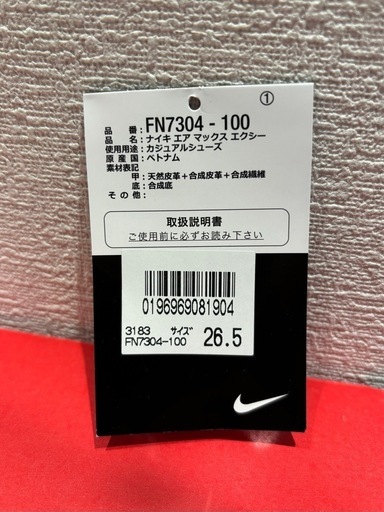 ①
品 番：FN7304 - 100
品 名：ナイキ エア マックス エクシー
使用用途：カジュアルシューズ
原 産 国：ベトナム
素材表記
甲：天然皮革＋合成皮革＋合成繊維
底：合成底
そ の 他：
取扱説明書
ご使用前に必ずお読み下さい
0196969081904
3183 サイズ 26.5
FN7304-100